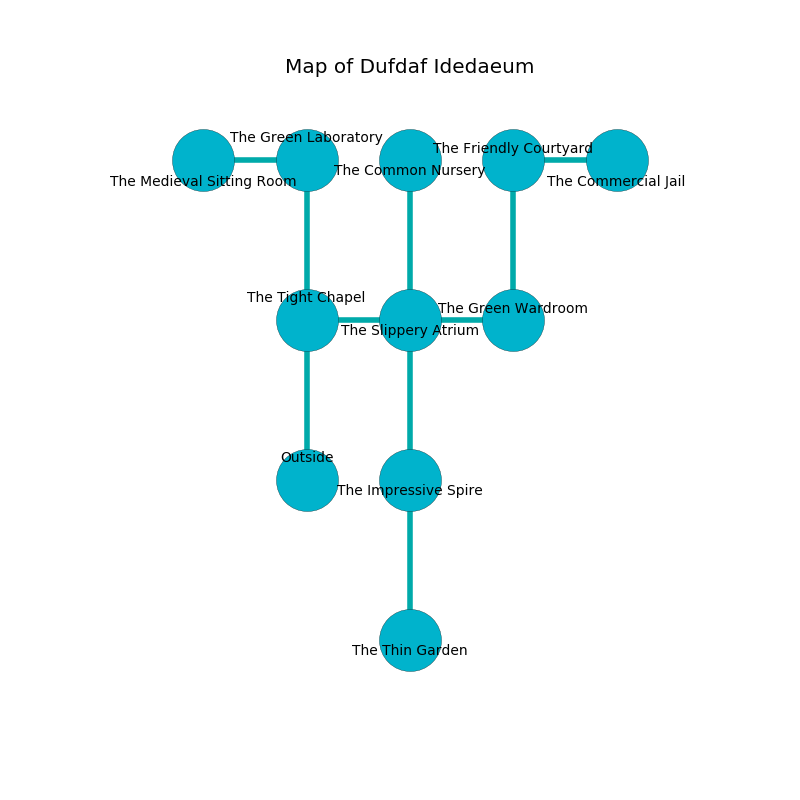 Map of Dufdaf Idedaeum
The Green Laboratory
The Friendly Courtyard
The Common Nursery
The Medieval Sitting Room
The Commercial Jail
The Tight Chapel
The Green Wardroom
The Slippery Atrium
Outside
The Impressive Spire
The Thin Garden